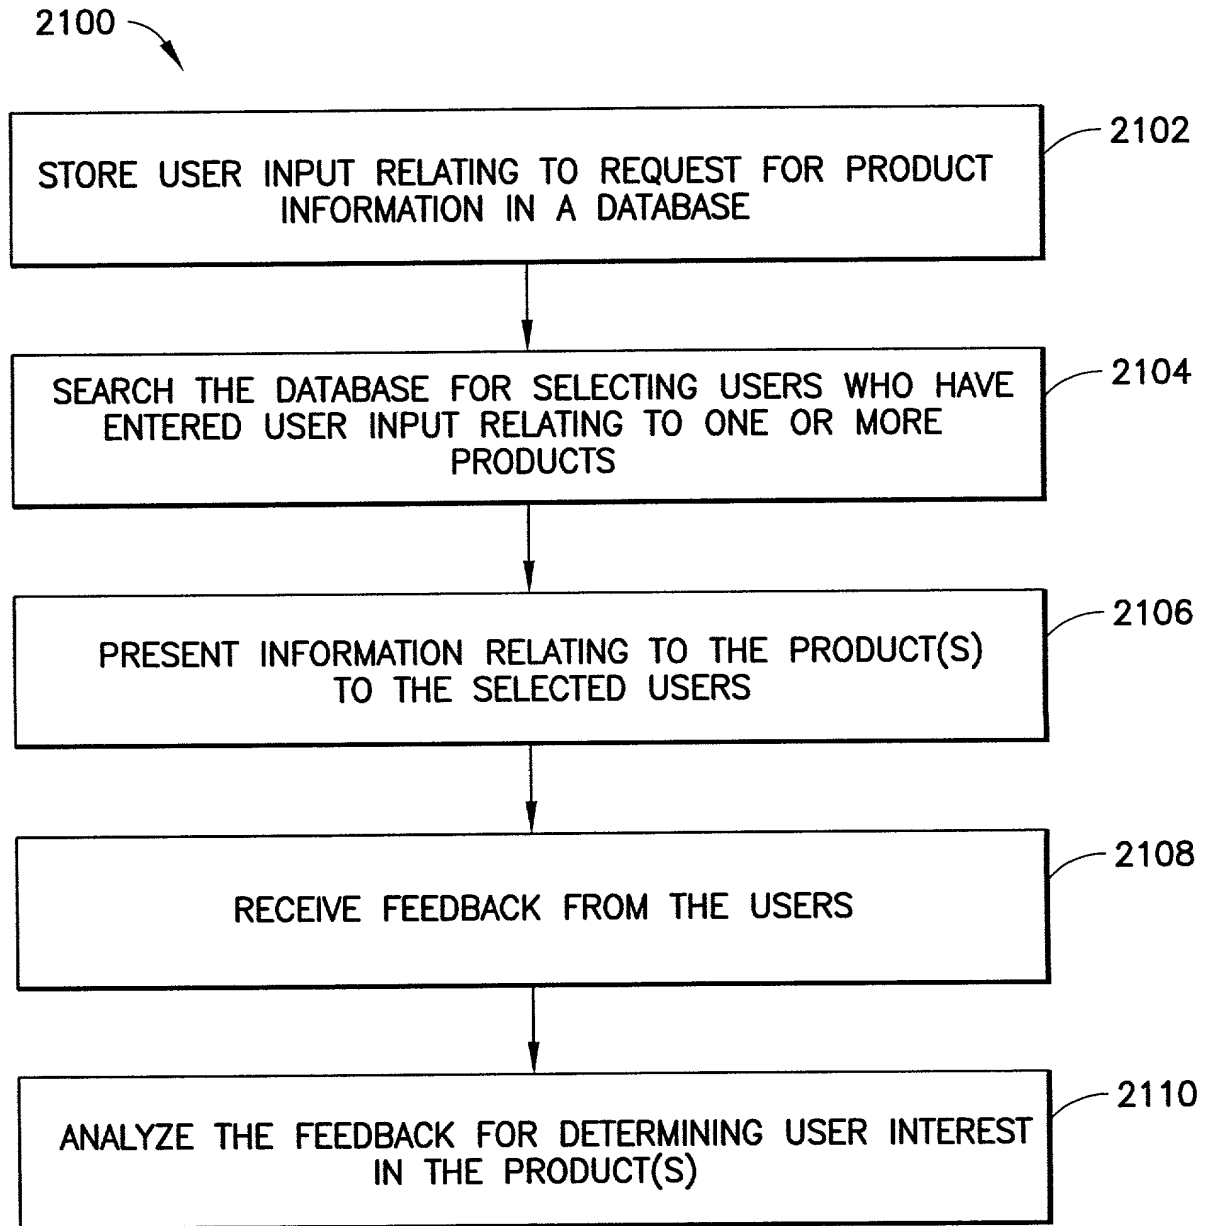 2100
2102
STORE USER INPUT RELATING TO REQUEST FOR PRODUCT
INFORMATION IN A DATABASE
2104
SEARCH THE DATABASE FOR SELECTING USERS WHO HAVE
ENTERED USER INPUT RELATING TO ONE OR MORE
PRODUCTS
2106
PRESENT INFORMATION RELATING TO THE PRODUCT(S)
TO THE SELECTED USERS
2108
RECEIVE FEEDBACK FROM THE USERS
2110
ANALYZE THE FEEDBACK FOR DETERMINING USER INTEREST
IN THE PRODUCT(S)